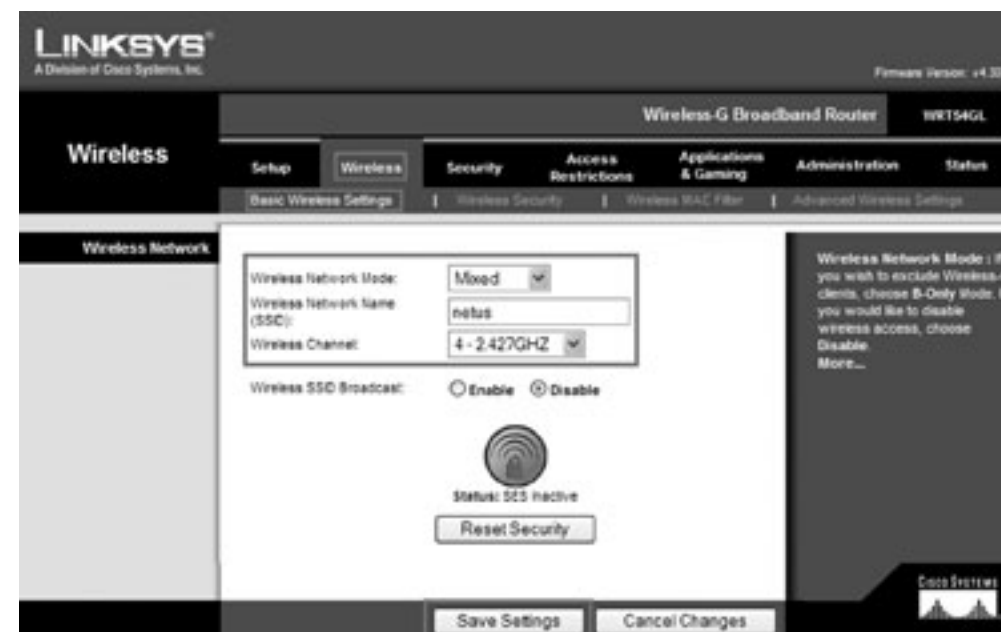 LINKSYS®
A Division of Cisco Systems, Inc.
Firmware Version: v4.30
Wireless-G Broadband Router WRT54GL
Wireless
Setup Wireless Security Access Restrictions Applications & Gaming Administration Status
Basic Wireless Settings | Wireless Security | Wireless MAC Filter | Advanced Wireless Settings
Wireless Network
Wireless Network Mode: Mixed
Wireless Network Name (SSID): netus
Wireless Channel: 4 - 2.427GHZ
Wireless SSID Broadcast: Enable Disable
Status: SES Inactive
Reset Security
Wireless Network Mode :
you wish to exclude
clients, choose B-Only Mode.
you would like to disable
wireless access, choose
Disable.
More...
Save Settings Cancel Changes
CISCO SYSTEMS